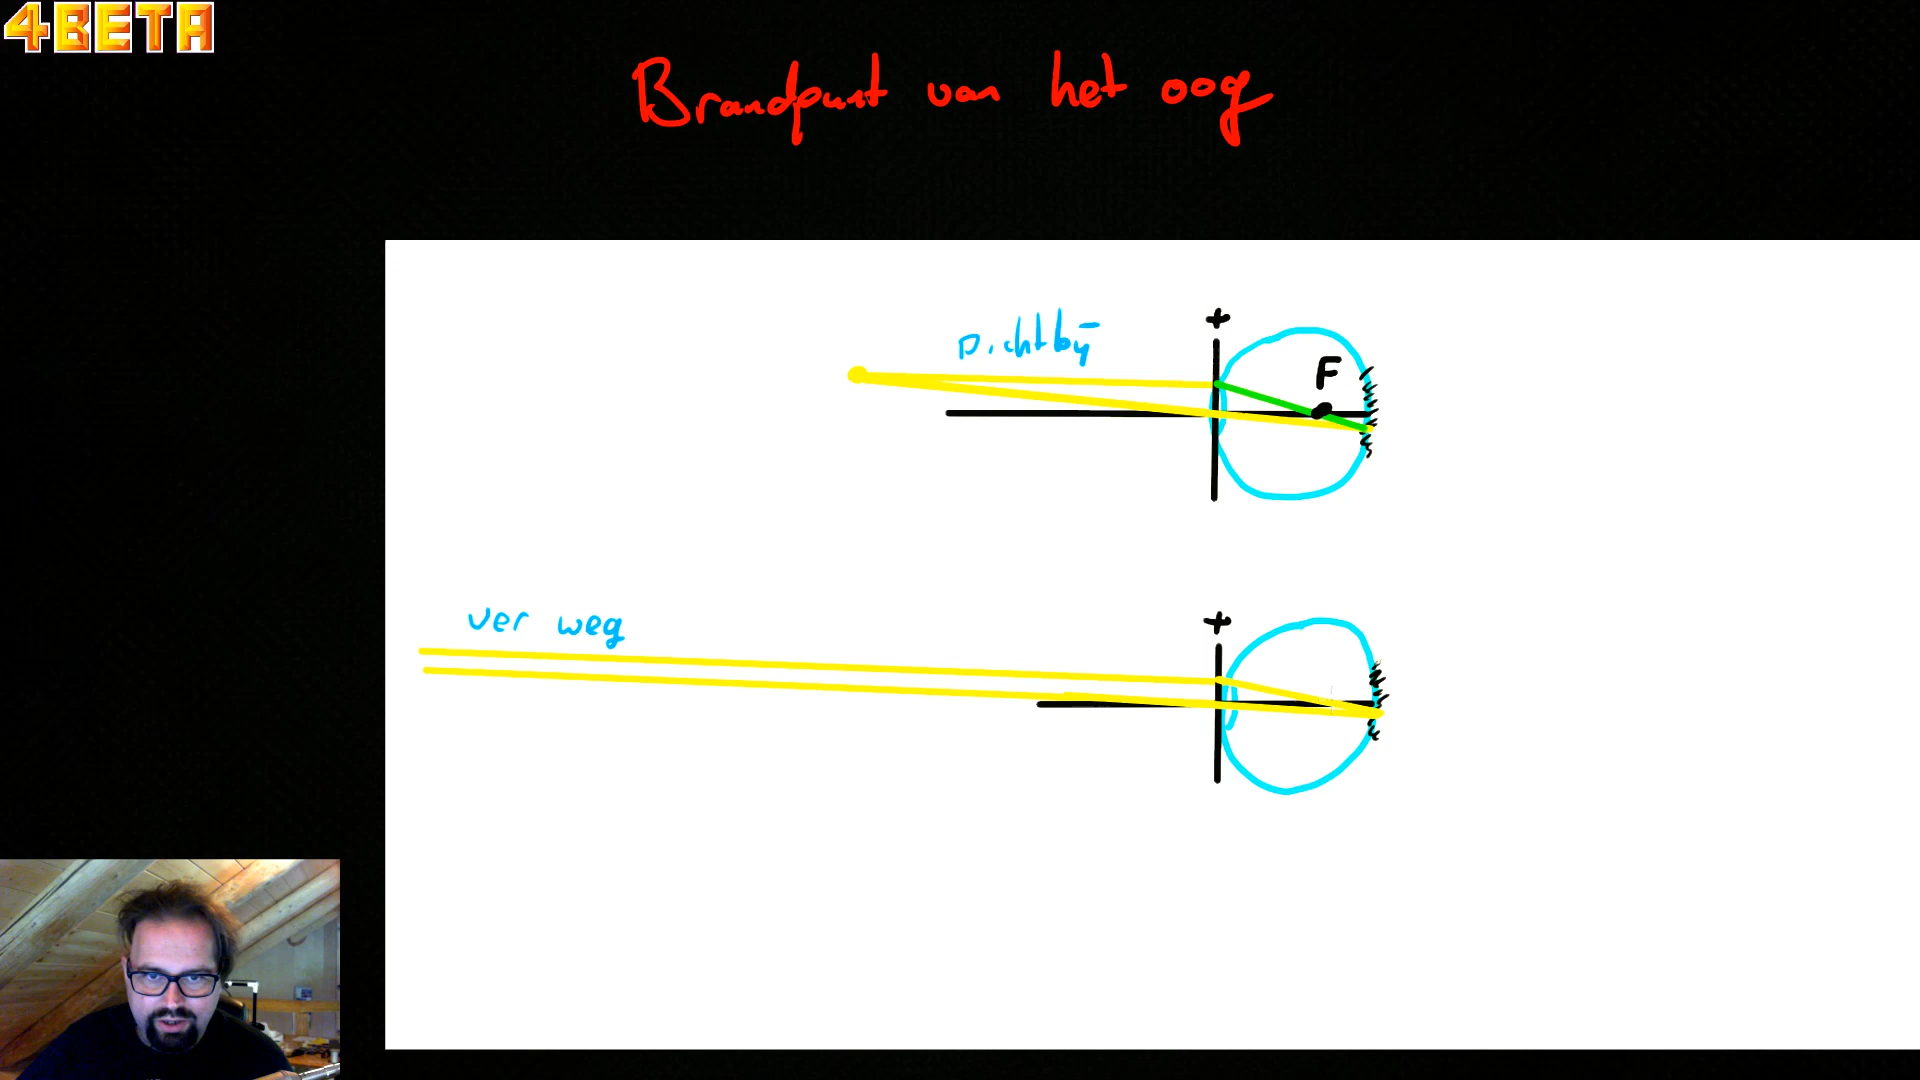 4BETA
Brandpunt van het oog
Dichtbij
+
F
ver weg
+